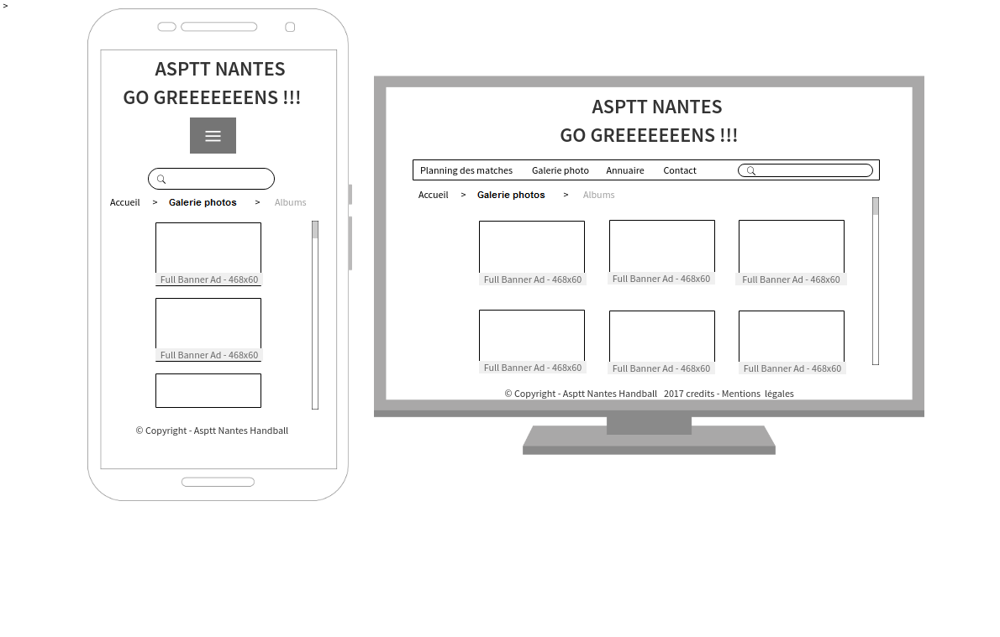 >
ASPTT NANTES
GO GREEEEEEENS !!!
Accueil > Galerie photos > Albums
Full Banner Ad - 468x60
Full Banner Ad - 468x60
© Copyright - Asptt Nantes Handball
ASPTT NANTES
GO GREEEEEEENS !!!
Planning des matches Galerie photo Annuaire Contact
Accueil > Galerie photos > Albums
Full Banner Ad - 468x60 Full Banner Ad - 468x60 Full Banner Ad - 468x60
Full Banner Ad - 468x60 Full Banner Ad - 468x60 Full Banner Ad - 468x60
© Copyright - Asptt Nantes Handball 2017 credits - Mentions légales